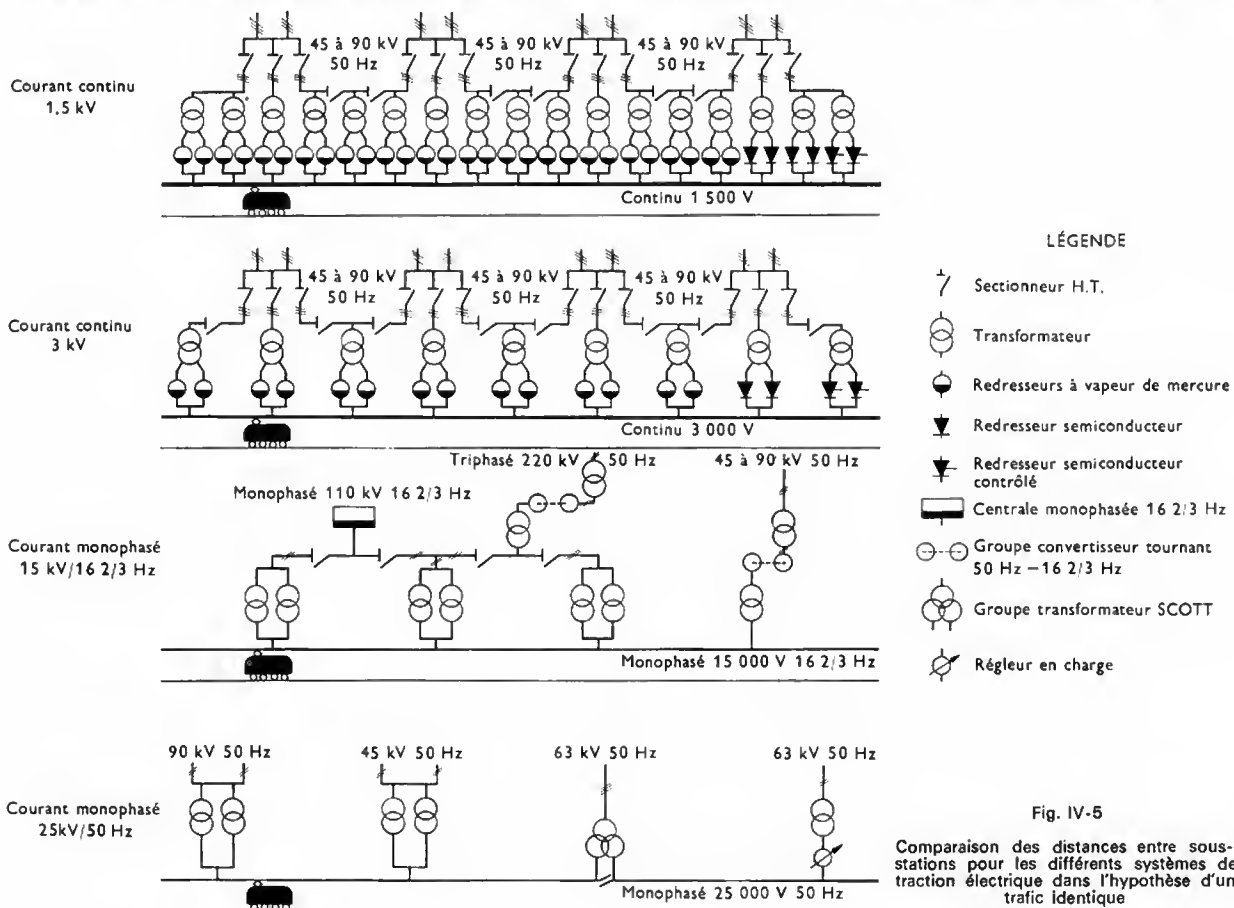 45 à 90 kV
50 Hz
45 à 90 kV
50 Hz
45 à 90 kV
50 Hz
Courant continu
1,5 kV
Continu 1 500 V
45 à 90 kV
50 Hz
45 à 90 kV
50 Hz
45 à 90 kV
50 Hz
Courant continu
3 kV
Continu 3 000 V
Triphasé 220 kV 50 Hz
45 à 90 kV 50 Hz
Monophasé 110 kV 16 2/3 Hz
Courant monophasé
15 kV/16 2/3 Hz
Monophasé 15 000 V 16 2/3 Hz
90 kV 50 Hz
45 kV 50 Hz
63 kV 50 Hz
63 kV 50 Hz
Courant monophasé
25kV/50 Hz
Monophasé 25 000 V 50 Hz
LÉGENDE
Sectionneur H.T.
Transformateur
Redresseurs à vapeur de mercure
Redresseur semiconducteur
Redresseur semiconducteur
contrôlé
Centrale monophasée 16 2/3 Hz
Groupe convertisseur tournant
50 Hz – 16 2/3 Hz
Groupe transformateur SCOTT
Régleur en charge
Fig. IV-5
Comparaison des distances entre sous-
stations pour les différents systèmes de
traction électrique dans l'hypothèse d'un
trafic identique